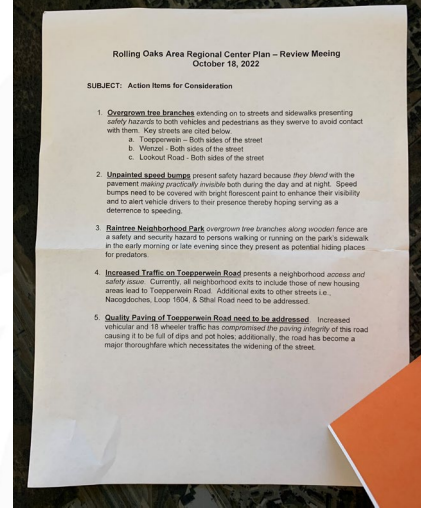 Rolling Oaks Area Regional Center Plan – Review Meeing
October 18, 2022
SUBJECT: Action Items for Consideration
1. Overgrown tree branches extending on to streets and sidewalks presenting
safety hazards to both vehicles and pedestrians as they swerve to avoid contact
with them. Key streets are cited below.
a. Toepperwein – Both sides of the street
b. Wenzel - Both sides of the street
c. Lookout Road - Both sides of the street
2. Unpainted speed bumps present safety hazard because they blend with the
pavement making practically invisible both during the day and at night. Speed
bumps need to be covered with bright florescent paint to enhance their visibility
and to alert vehicle drivers to their presence thereby hoping serving as a
deterrence to speeding.
3. Raintree Neighborhood Park overgrown tree branches along wooden fence are
a safety and security hazard to persons walking or running on the park's sidewalk
in the early morning or late evening since they present as potential hiding places
for predators.
4. Increased Traffic on Toepperwein Road presents a neighborhood access and
safety issue. Currently, all neighborhood exits to include those of new housing
areas lead to Toepperwein Road. Additional exits to other streets i.e.,
Nacogdoches, Loop 1604, & Sthal Road need to be addressed.
5. Quality Paving of Toepperwein Road need to be addressed. Increased
vehicular and 18 wheeler traffic has compromised the paving integrity of this road
causing it to be full of dips and pot holes; additionally, the road has become a
major thoroughfare which necessitates the widening of the street.